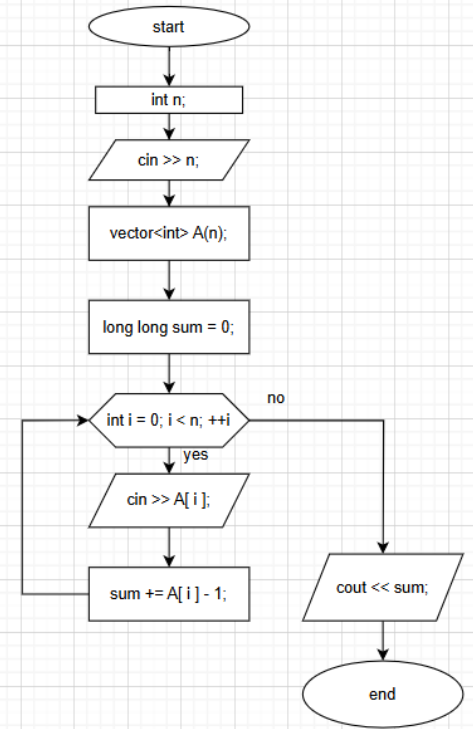 start
int n;
cin >> n;
vector<int> A(n);
long long sum = 0;
int i = 0; i < n; ++i
no
yes
cin >> A[ i ];
sum += A[ i ] - 1;
cout << sum;
end